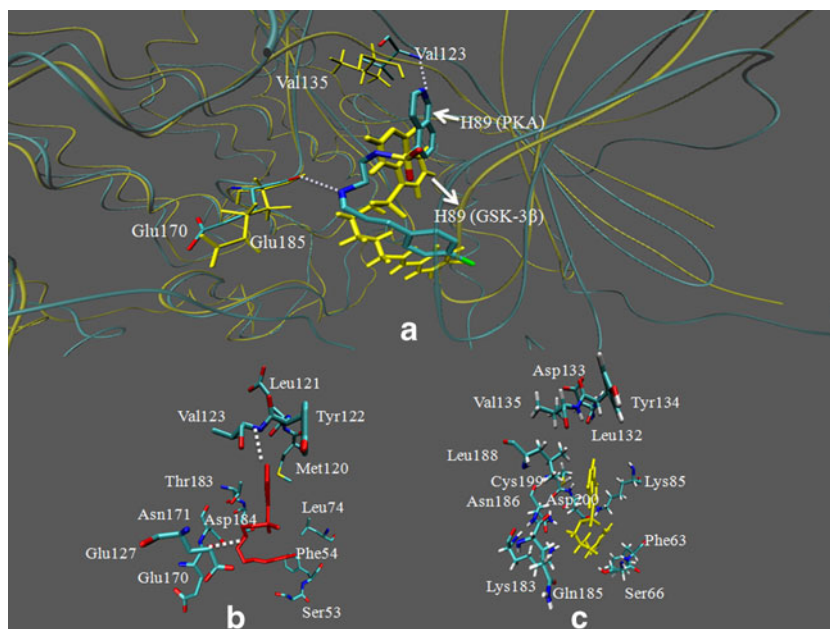 Val123
Val135
H89 (PKA)
H89 (GSK-3β)
Glu170
Glu185
a
Leu121
Val123
Tyr122
Met120
Thr183
Asn171
Asp184
Leu74
Glu127
Phe54
Glu170
Ser53
b
Asp133
Val135
Tyr134
Leu132
Leu188
Cys199
Lys85
Asn186
Asp200
Phe63
Lys183
Gln185
Ser66
c